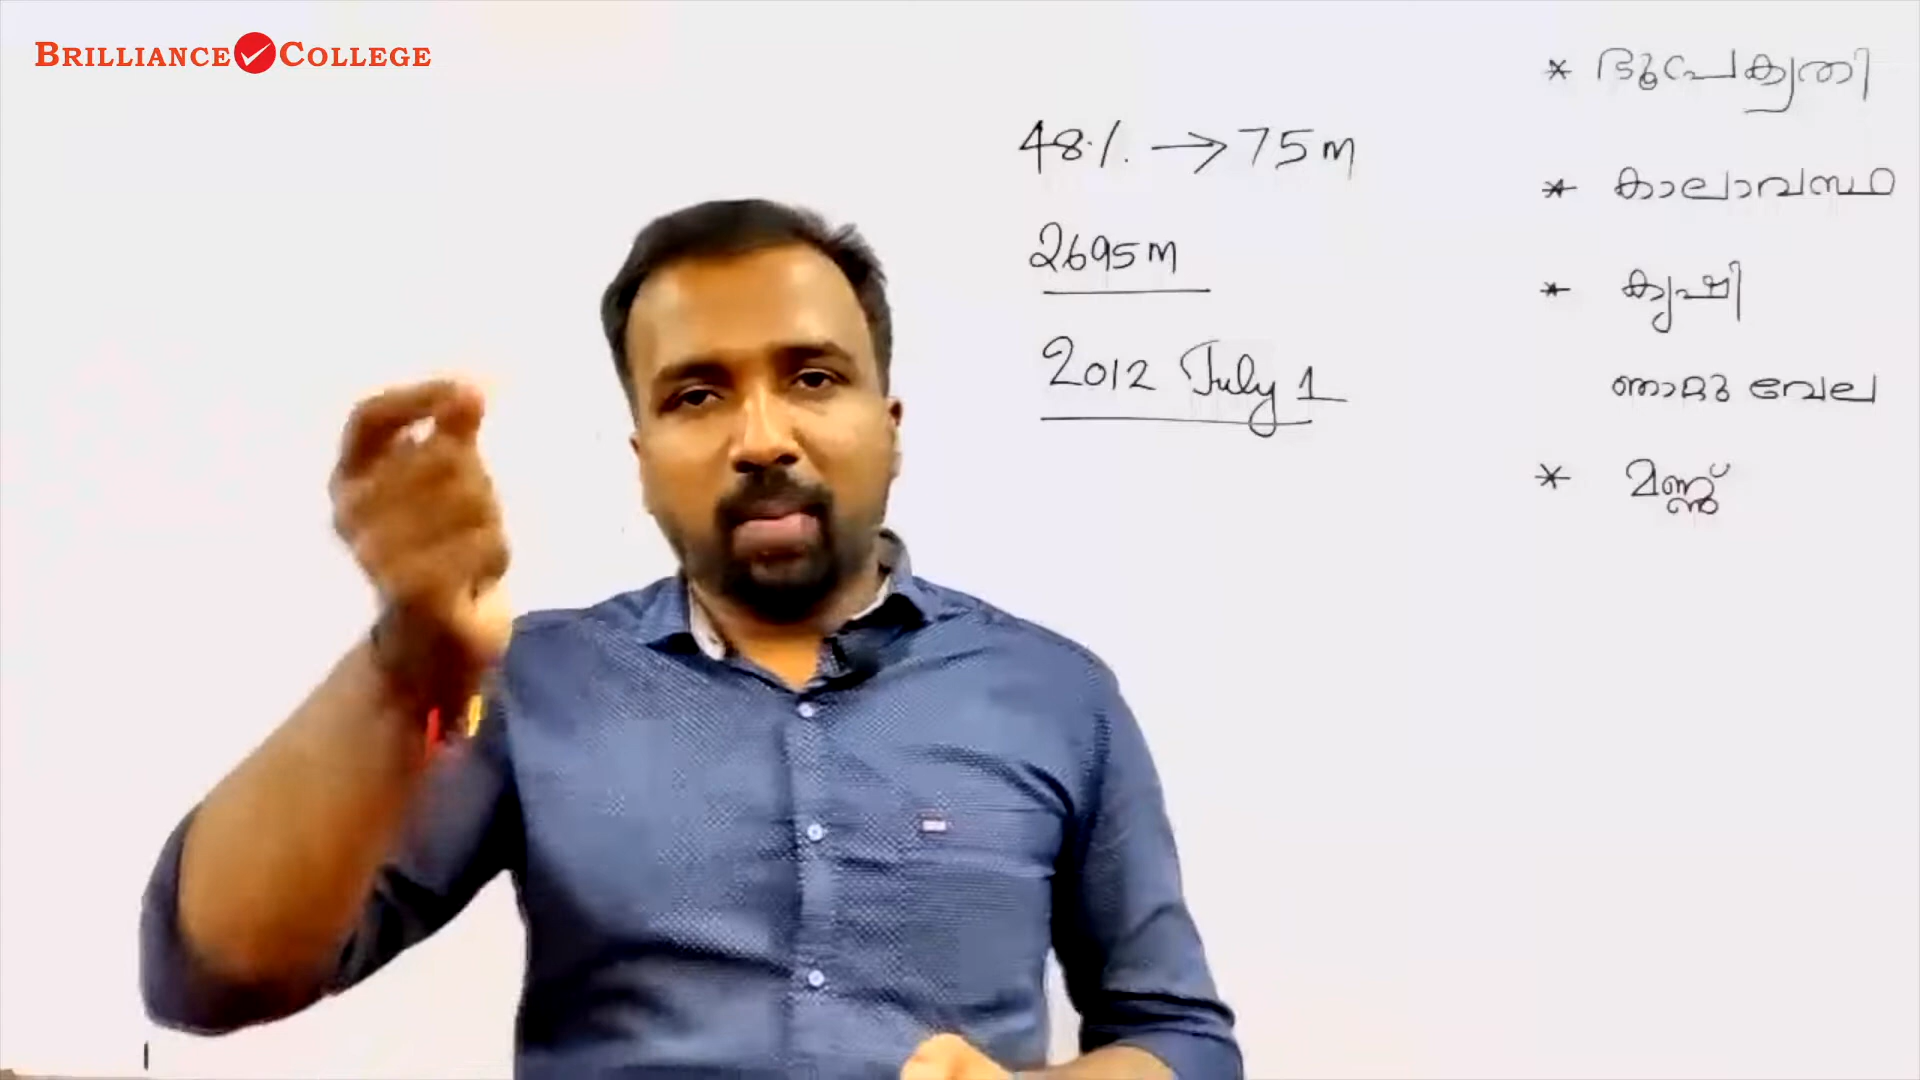 BRILLIANCE COLLEGE
48% → 75m
2695m
2012 July 1
* ഭൂപ്രകൃതി
* കാലാവസ്ഥ
* കൃഷി
ഞാറ്റു വേല
* മണ്ണ്